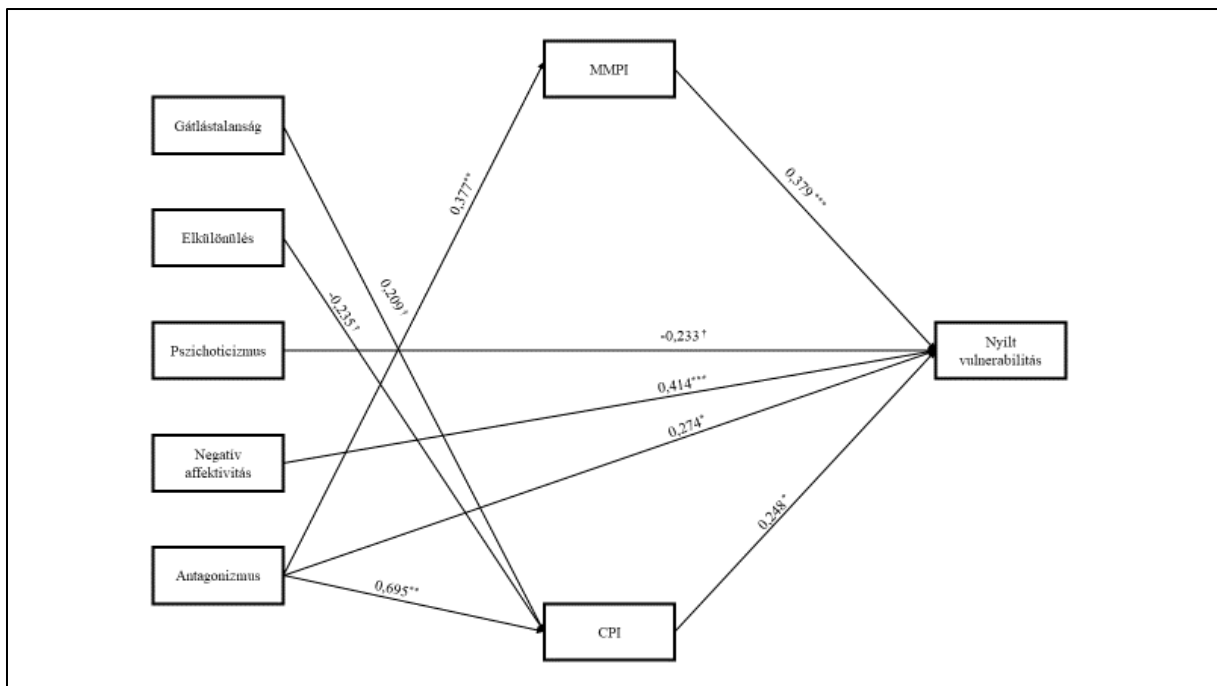 MMPI
Gátlástalanság
0,377**
0,379***
Elkülönülés
-0,235†
0,209†
Pszichoticizmus
-0,233†
Nyílt
vulnerabilitás
0,414***
0,274*
Negatív
affektivitás
0,248*
Antagonizmus
0,695**
CPI